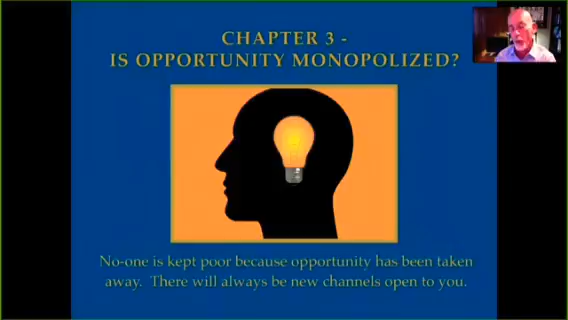 CHAPTER 3 -
IS OPPORTUNITY MONOPOLIZED?
No-one is kept poor because opportunity has been taken
away. There will always be new channels open to you.